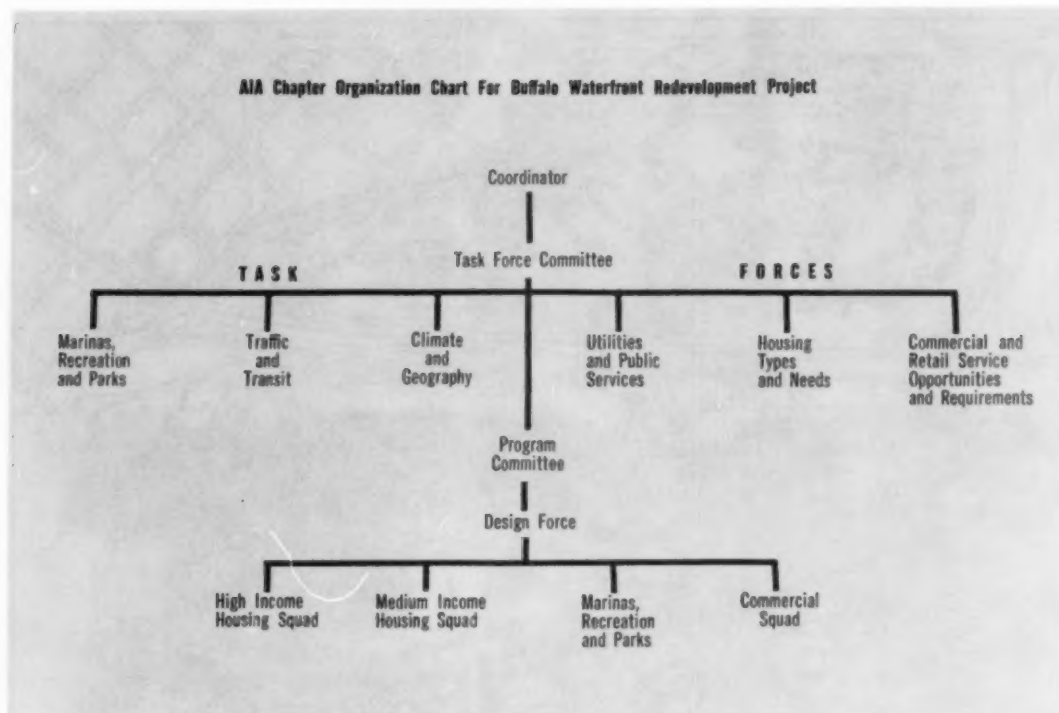 AIA Chapter Organization Chart For Buffalo Waterfront Redevelopment Project
Coordinator
Task Force Committee
TASK FORCES
Marinas,
Recreation
and Parks
Traffic
and
Transit
Climate
and
Geography
Utilities
and Public
Services
Housing
Types
and Needs
Commercial and
Retail Service
Opportunities
and Requirements
Program
Committee
Design Force
High Income
Housing Squad
Medium Income
Housing Squad
Marinas,
Recreation
and Parks
Commercial
Squad